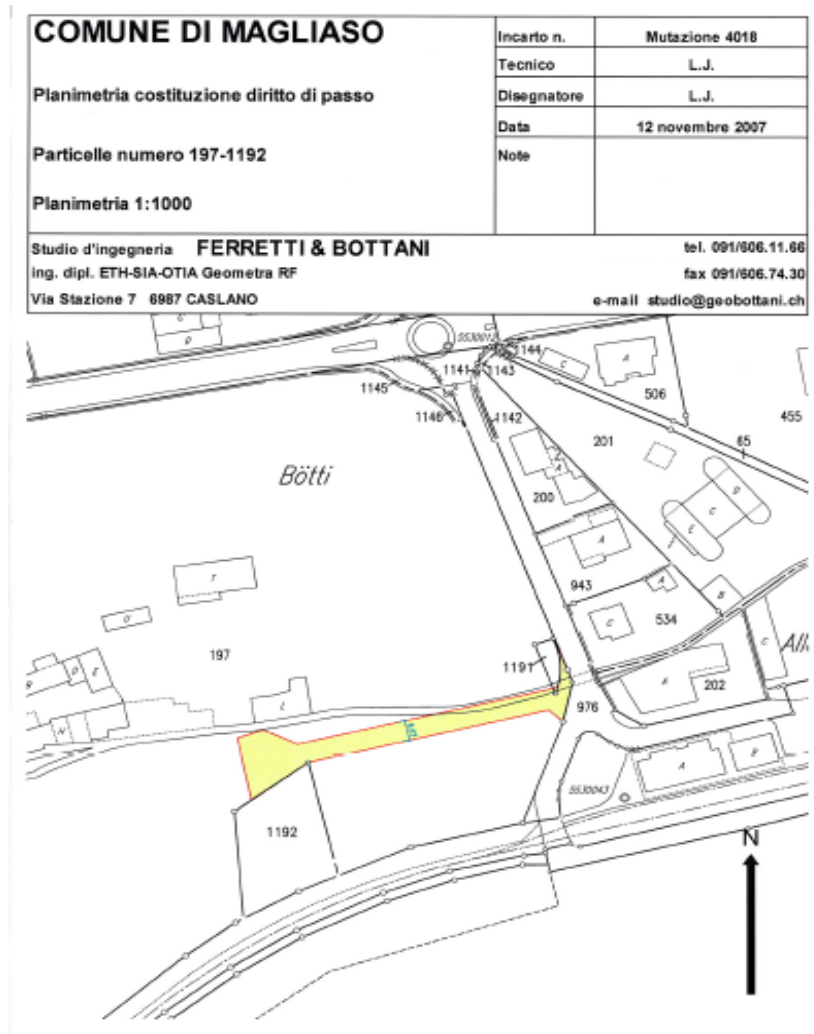 COMUNE DI MAGLIASO
Planimetria costituzione diritto di passo
Particelle numero 197-1192
Planimetria 1:1000
Incarto n. Mutazione 4018
Tecnico L.J.
Disegnatore L.J.
Data 12 novembre 2007
Note
Studio d'ingegneria FERRETTI & BOTTANI
ing. dipl. ETH-SIA-OTIA Geometra RF
Via Stazione 7 6987 CASLANO
tel. 091/606.11.66
fax 091/606.74.30
e-mail studio@geobottani.ch
G
D
5530012
1144
1141
1143
C
A
506
1145
1146
1142
455
201
65
Bötti
A
200
B
C
E
A
943
A
B
T
C
534
O
197
D
E
1191
C
All
A
202
L
976
N
A
B
5530043
1192
N